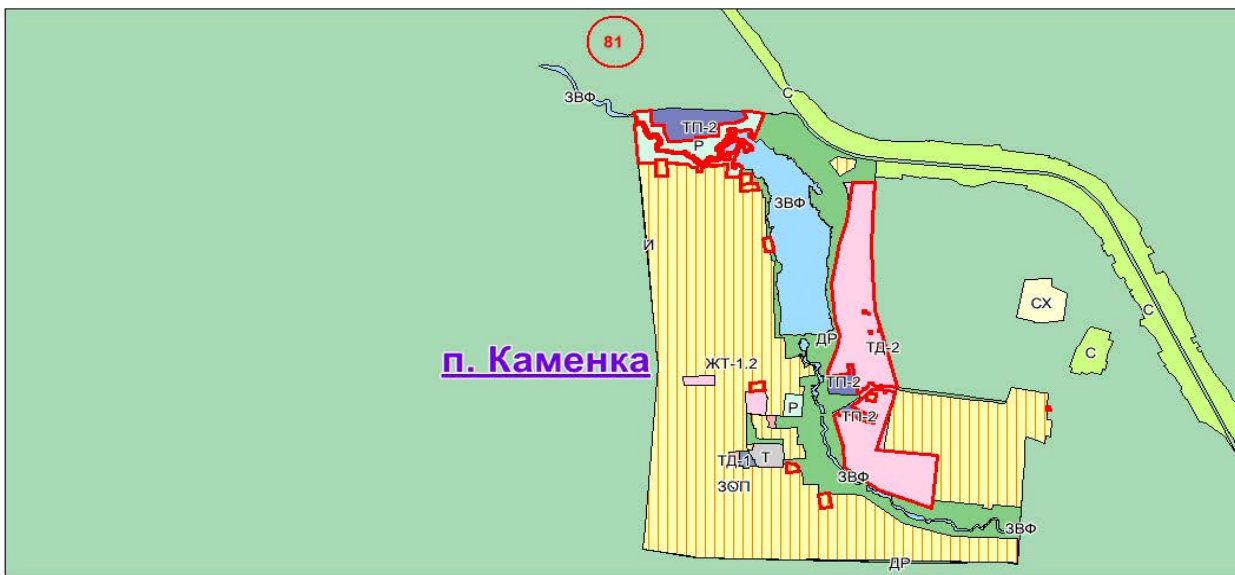 81
ЗВФ
С
ТП-2
Р
ЗВФ
И
СХ
С
ДР
ТД-2
С
п. Каменка
ЖТ-1.2
ТП-2
Р
ТП-2
ТД-1
Т
ЗОП
ЗВФ
ЗВФ
ДР